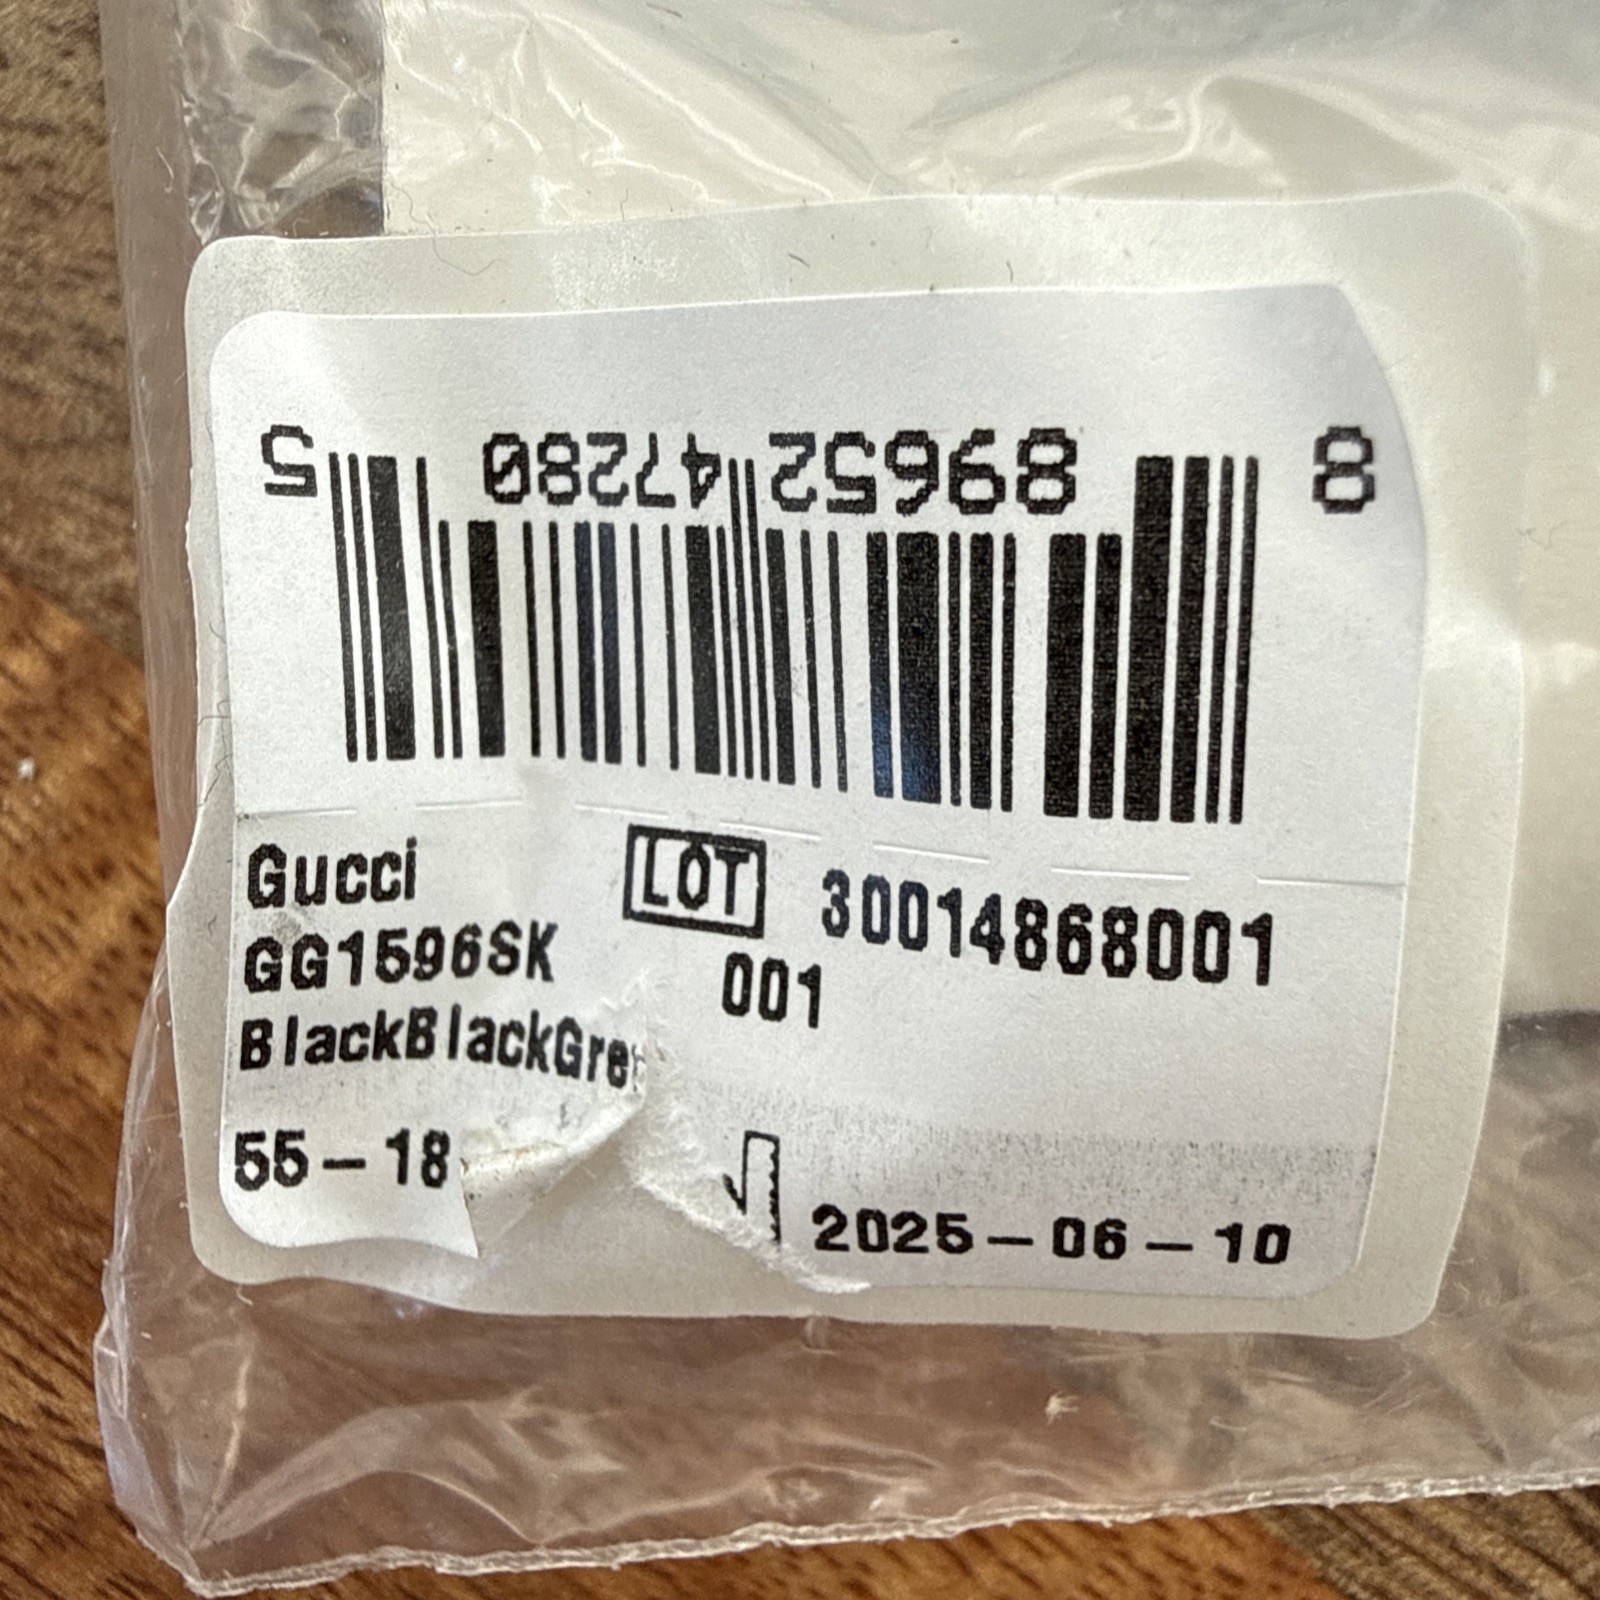 8 89652 47280 5
Gucci LOT 30014868001
GG1596SK 001
BlackBlackGre
55-18 2025-06-10